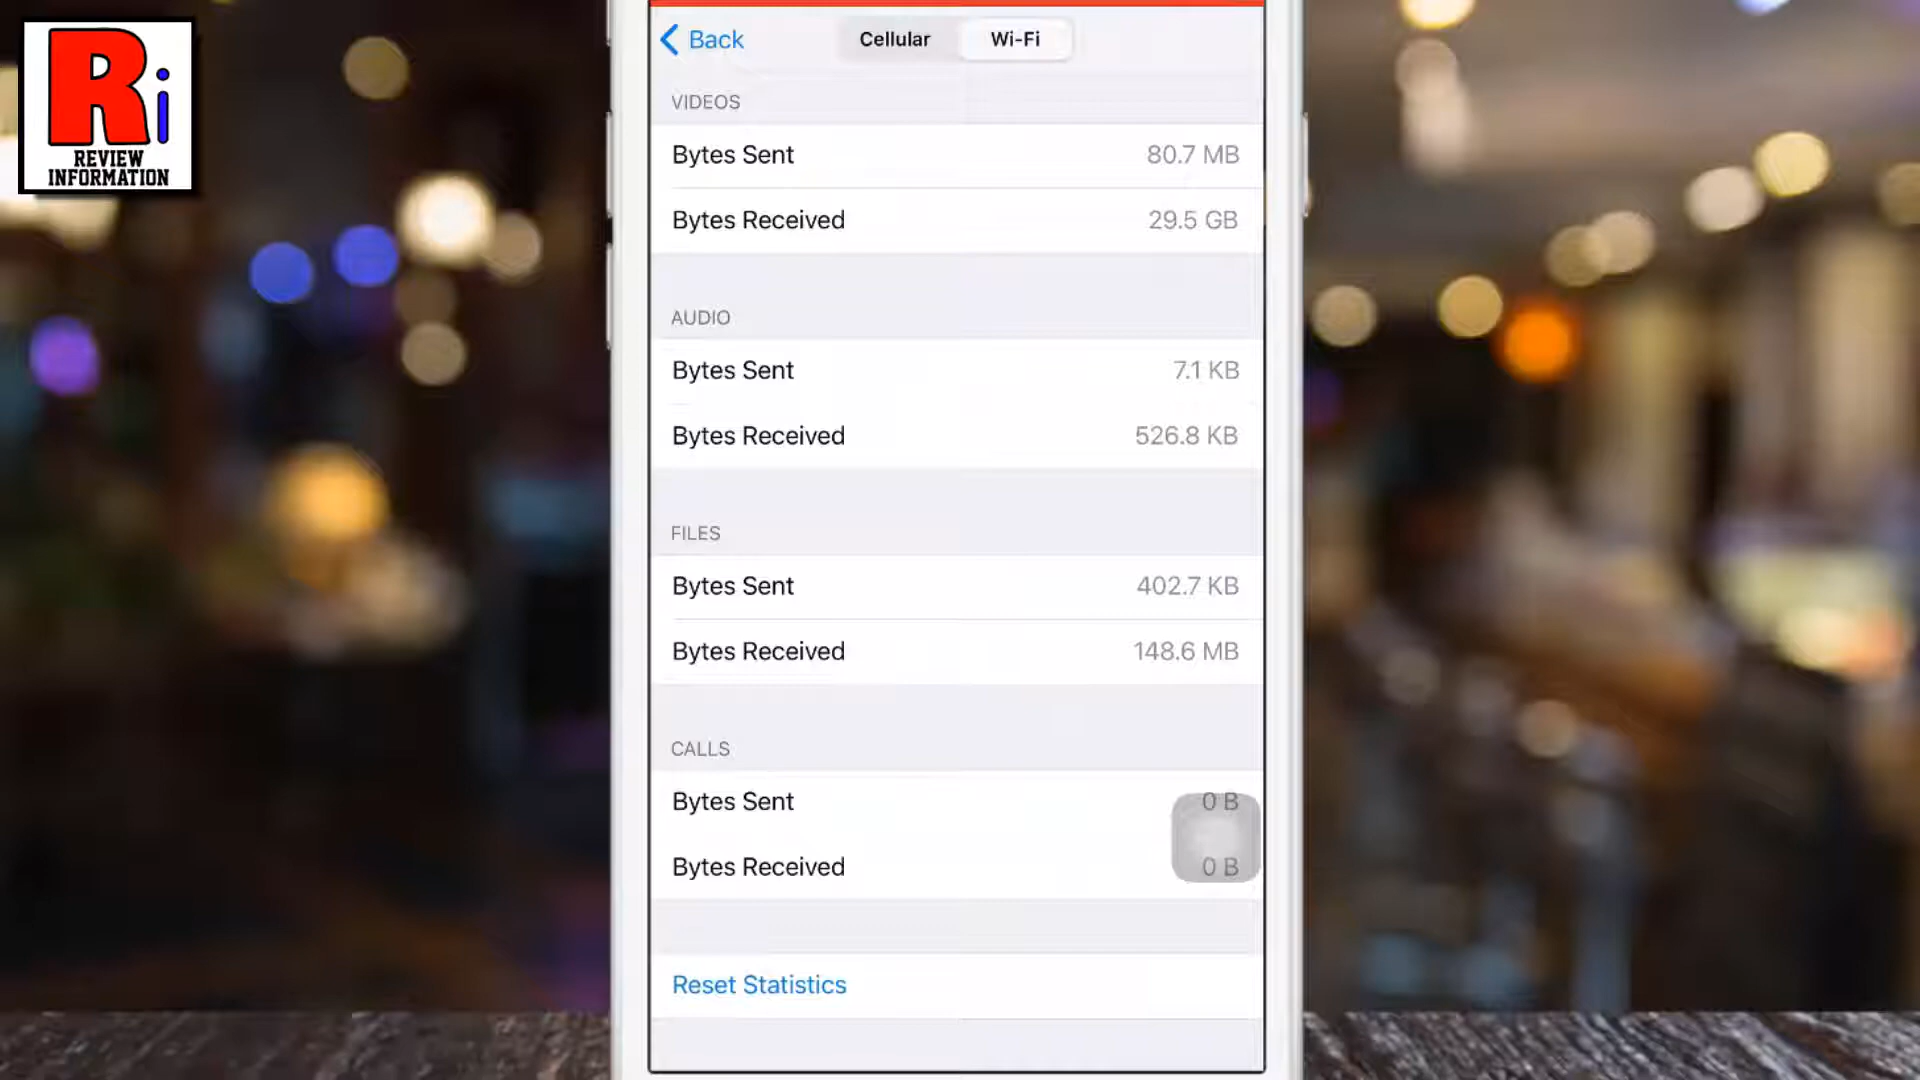 Ri
REVIEW
INFORMATION
Back
Cellular
Wi-Fi
VIDEOS
Bytes Sent 80.7 MB
Bytes Received 29.5 GB
AUDIO
Bytes Sent 7.1 KB
Bytes Received 526.8 KB
FILES
Bytes Sent 402.7 KB
Bytes Received 148.6 MB
CALLS
Bytes Sent 0 B
Bytes Received 0 B
Reset Statistics